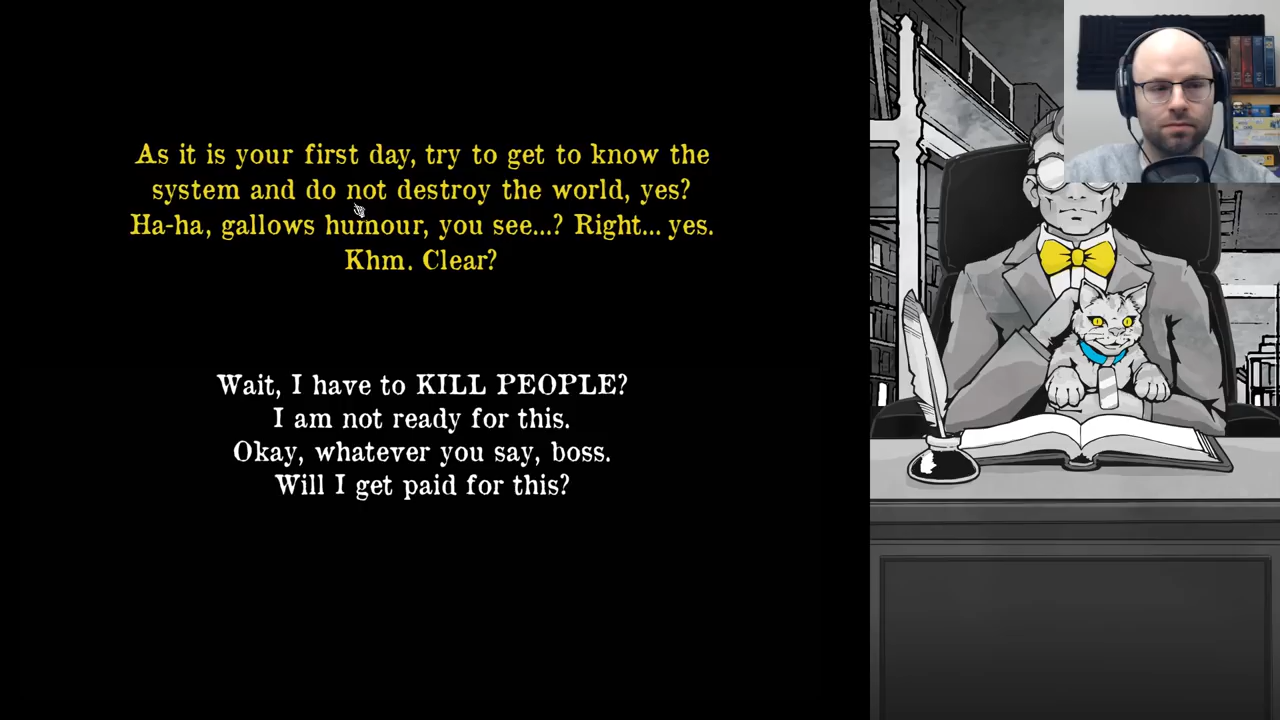 As it is your first day, try to get to know the
system and do not destroy the world, yes?
Ha-ha, gallows humour, you see...? Right... yes.
Khm. Clear?
Wait, I have to KILL PEOPLE?
I am not ready for this.
Okay, whatever you say, boss.
Will I get paid for this?